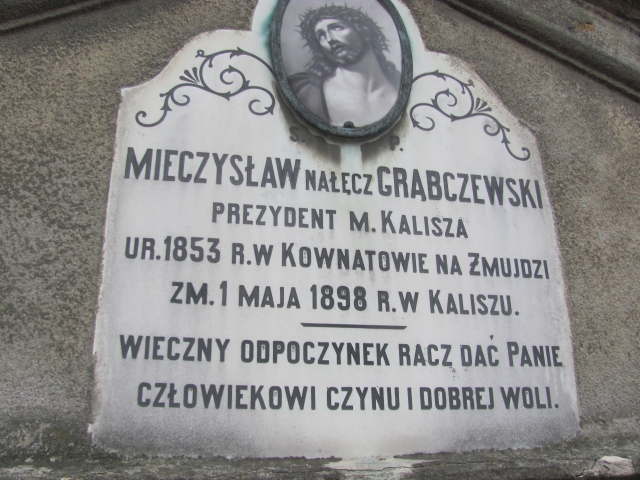 Ś. P.
MIECZYSŁAW NAŁĘCZ GRĄBCZEWSKI
PREZYDENT M. KALISZA
UR. 1853 R. W KOWNATOWIE NA ŻMUJDZI
ZM. 1 MAJA 1898 R. W KALISZU.
WIECZNY ODPOCZYNEK RACZ DAĆ PANIE
CZŁOWIEKOWI CZYNU I DOBREJ WOLI.